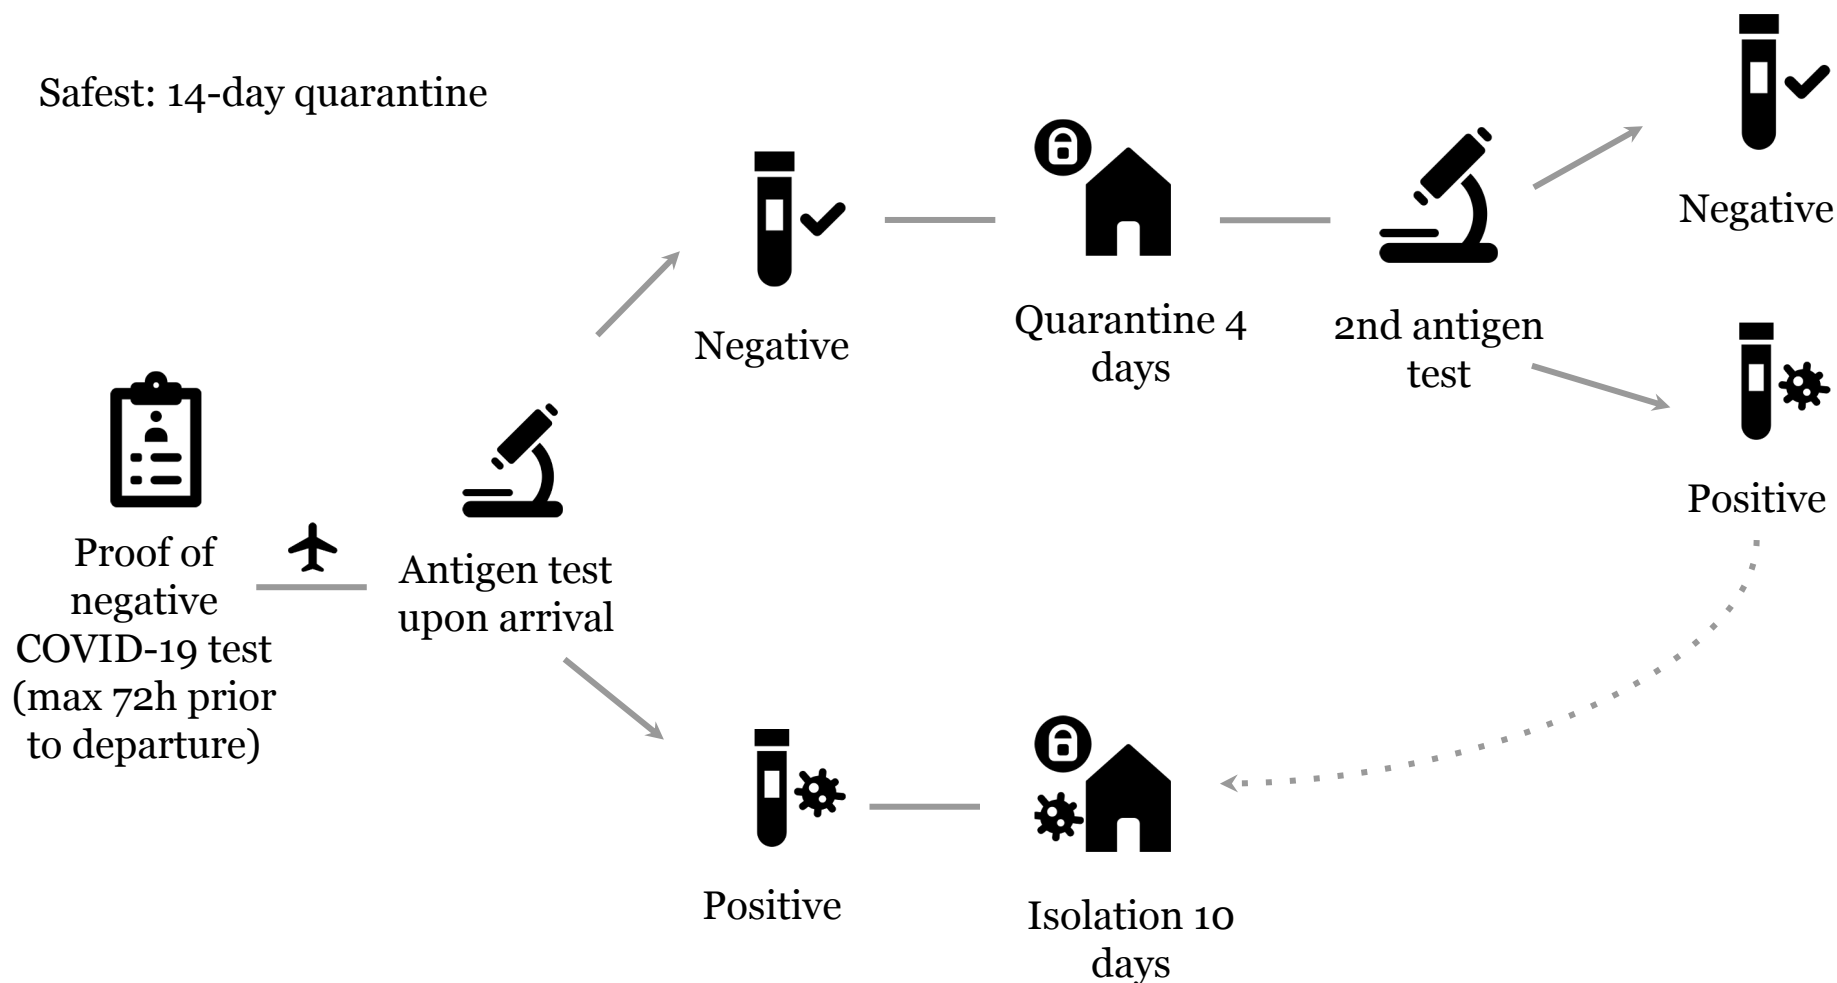 Safest: 14-day quarantine
Negative
Negative
Quarantine 4
days
2nd antigen
test
Positive
Proof of
negative
COVID-19 test
(max 72h prior
to departure)
Antigen test
upon arrival
Positive
Isolation 10
days